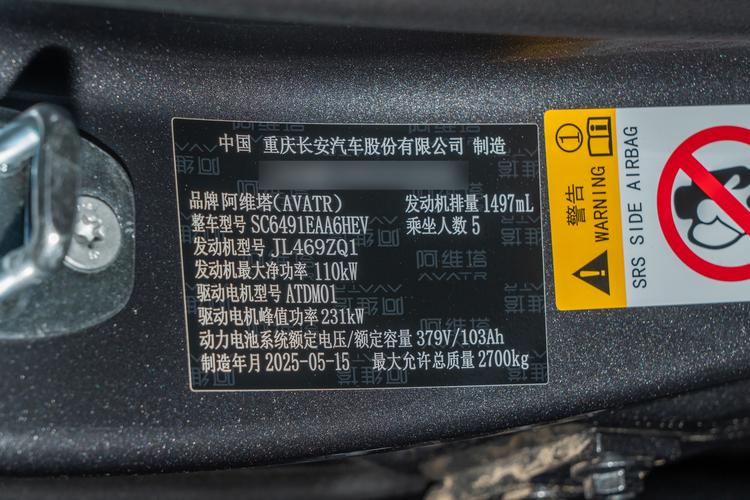 中国 重庆长安汽车股份有限公司 制造
品牌 阿维塔(AVATR) 发动机排量 1497mL
整车型号 SC6491EAA6HEV 乘坐人数 5
发动机型号 JL469ZQ1
发动机最大净功率 110kW
驱动电机型号 ATDM01
驱动电机峰值功率 231kW
动力电池系统额定电压/额定容量 379V/103Ah
制造年月 2025-05-15 最大允许总质量 2700kg
阿维塔
AVATR
1
i
警告
WARNING
SRS SIDE AIRBAG